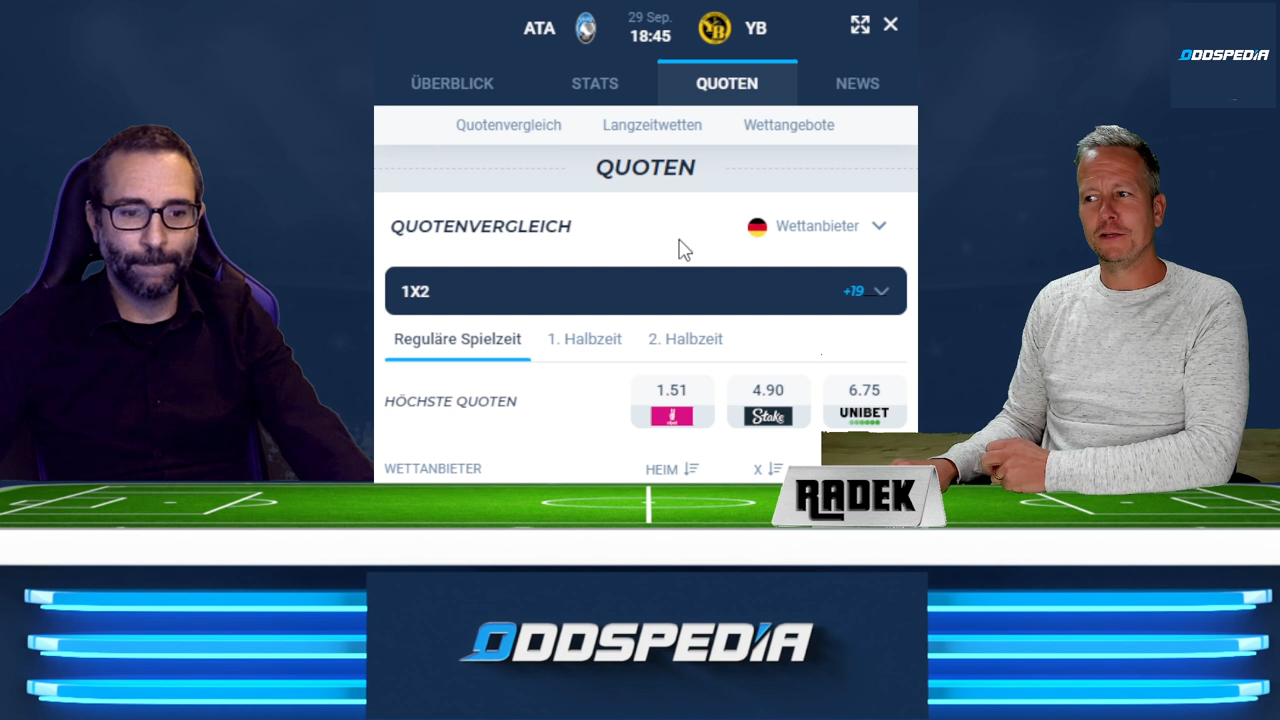 ATA
29 Sep.
18:45
YB
ODDSPEDIA
ÜBERBLICK STATS QUOTEN NEWS
Quotenvergleich Langzeitwetten Wettangebote
QUOTEN
QUOTENVERGLEICH Wettanbieter
1X2 +19
Reguläre Spielzeit 1. Halbzeit 2. Halbzeit
HÖCHSTE QUOTEN 1.51 4.90 6.75
Stake UNIBET
WETTANBIETER HEIM X
RADEK
ODDSPEDIA